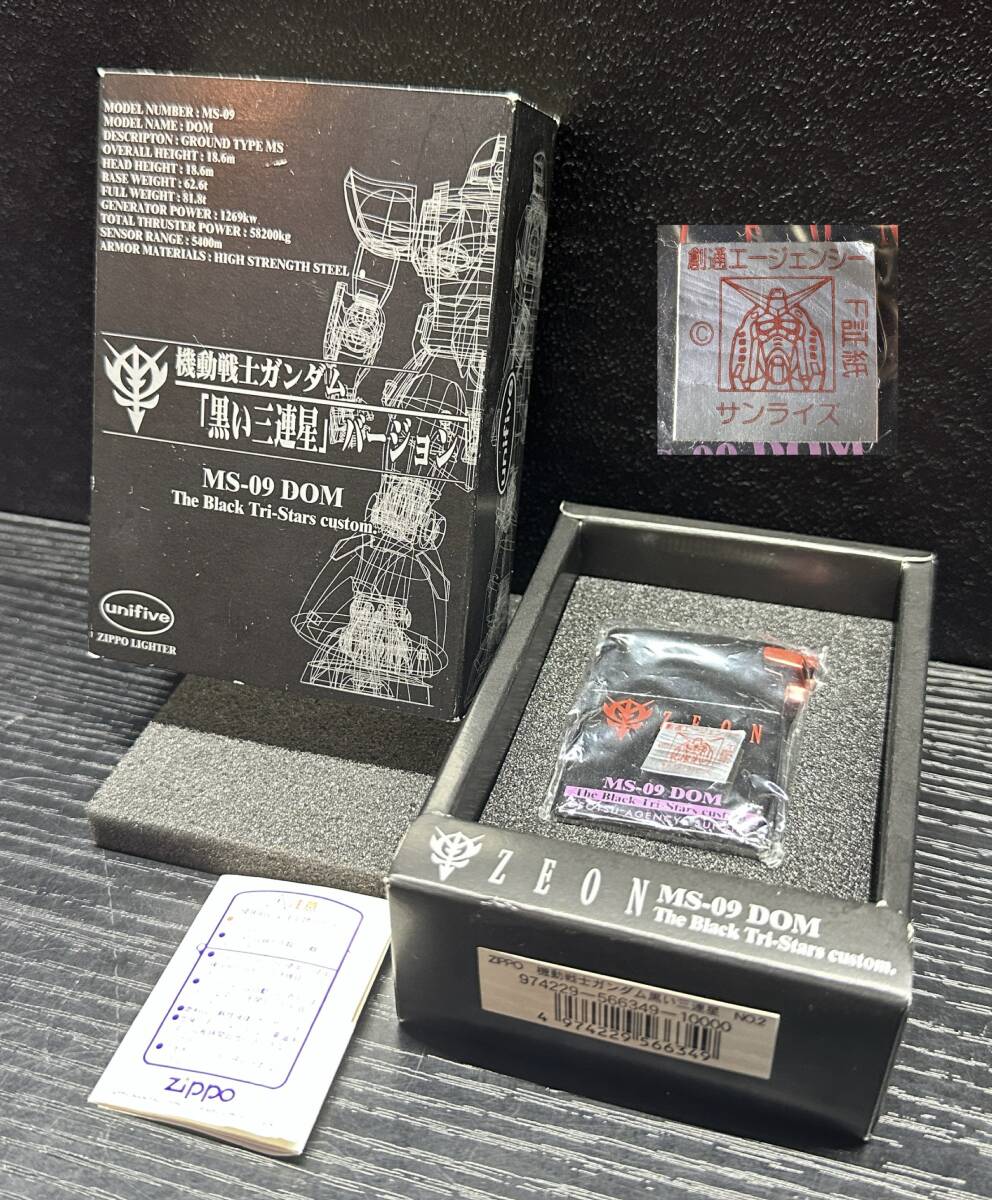 MODEL NUMBER : MS-09
MODEL NAME : DOM
DESCRIPTON : GROUND TYPE MS
OVERALL HEIGHT : 18.6m
HEAD HEIGHT : 18.6m
BASE WEIGHT : 62.6t
FULL WEIGHT : 81.8t
GENERATOR POWER : 1269kw
TOTAL THRUSTER POWER : 58200kg
SENSOR RANGE : 5400m
ARMOR MATERIALS : HIGH STRENGTH STEEL
機動戦士ガンダム
「黒い三連星」バージョン
MS-09 DOM
The Black Tri-Stars custom.
unifive
ZIPPO LIGHTER
unifive
創通エージェンシー
©
証紙
サンライズ
ZEON
MS-09 DOM
The Black Tri-Stars
AGENCY
ZEON
MS-09 DOM
The Black Tri-Stars custom.
ZIPPO 機動戦士ガンダム黒い三連星 NO.2
974229-566349-10000
4 974229 566349
Zippo